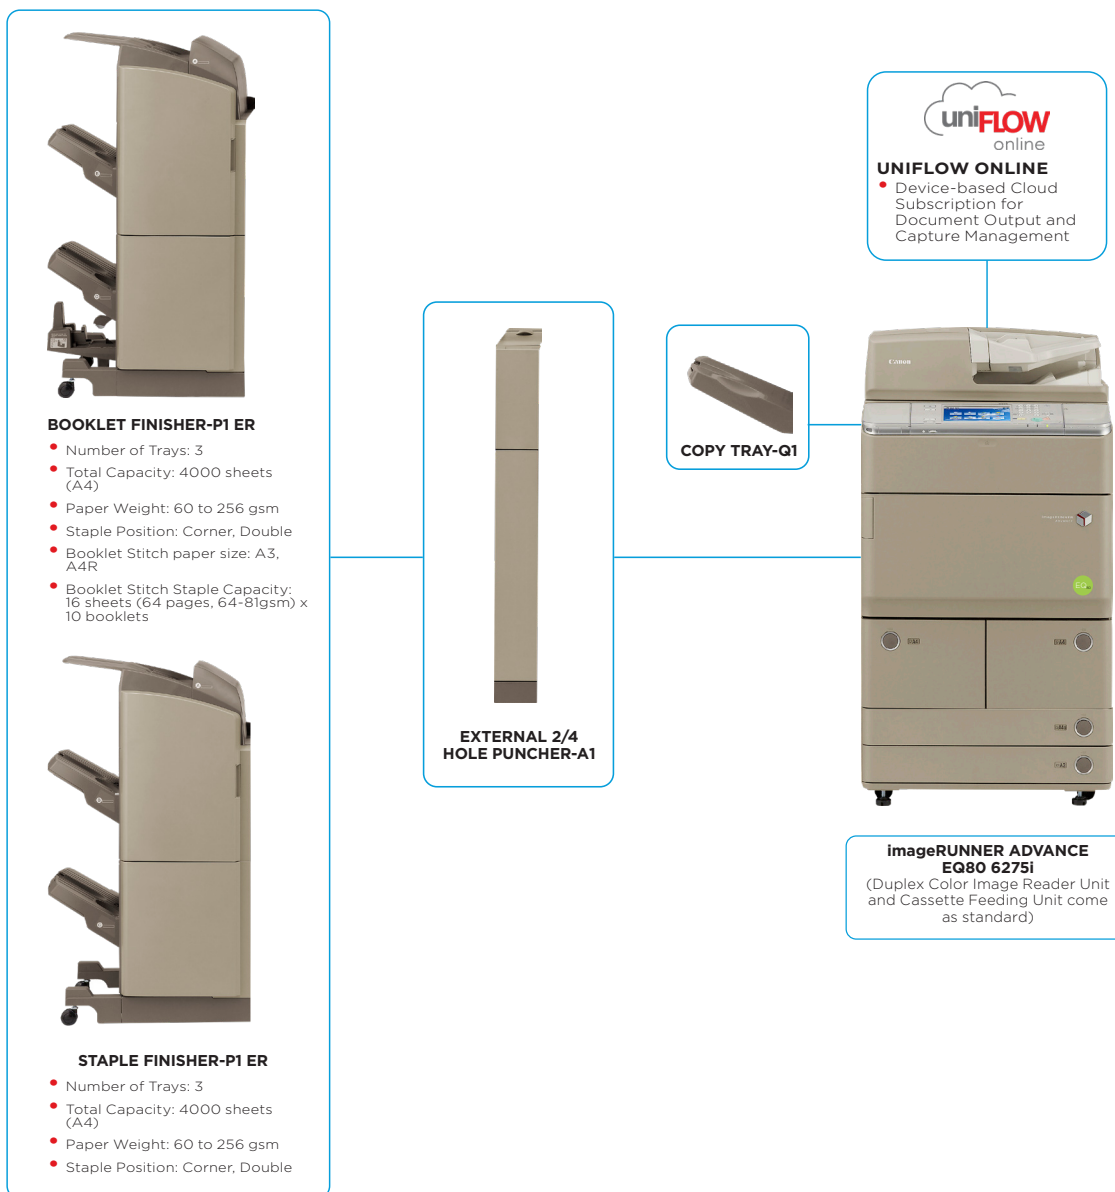 BOOKLET FINISHER-P1 ER
• Number of Trays: 3
• Total Capacity: 4000 sheets
(A4)
• Paper Weight: 60 to 256 gsm
• Staple Position: Corner, Double
• Booklet Stitch paper size: A3,
A4R
• Booklet Stitch Staple Capacity:
16 sheets (64 pages, 64-81gsm) x
10 booklets
STAPLE FINISHER-P1 ER
• Number of Trays: 3
• Total Capacity: 4000 sheets
(A4)
• Paper Weight: 60 to 256 gsm
• Staple Position: Corner, Double
EXTERNAL 2/4
HOLE PUNCHER-A1
COPY TRAY-Q1
uniFLOW
online
UNIFLOW ONLINE
• Device-based Cloud
Subscription for
Document Output and
Capture Management
Canon
EQ80
imageRUNNER ADVANCE
EQ80 6275i
(Duplex Color Image Reader Unit
and Cassette Feeding Unit come
as standard)